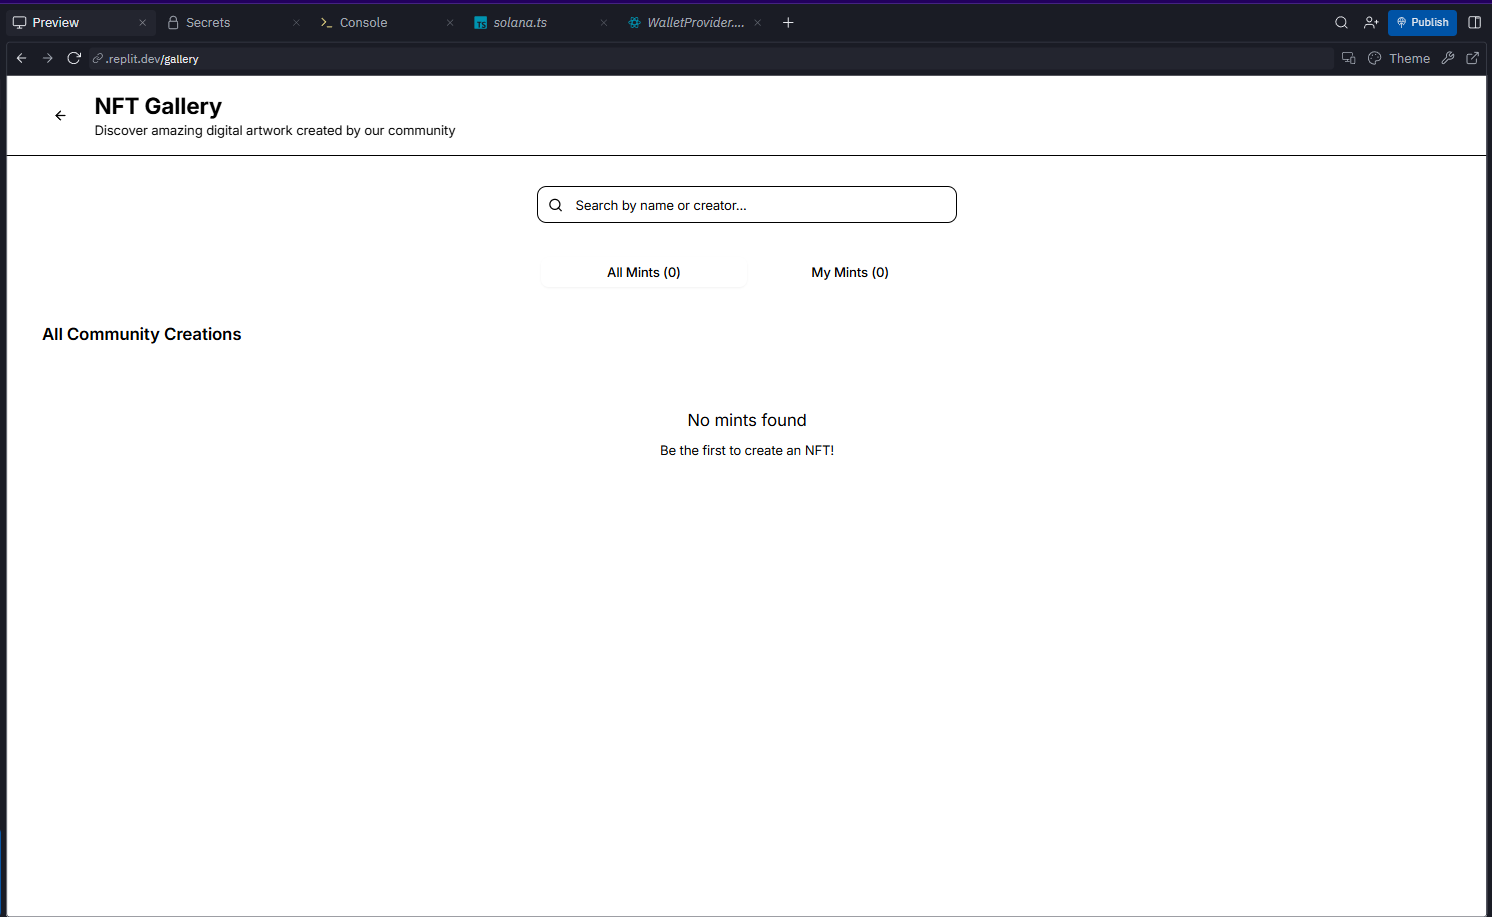 Preview
Secrets
Console
solana.ts
WalletProvider....
Publish
.replit.dev/gallery
Theme
NFT Gallery
Discover amazing digital artwork created by our community
Search by name or creator...
All Mints (0)
My Mints (0)
All Community Creations
No mints found
Be the first to create an NFT!